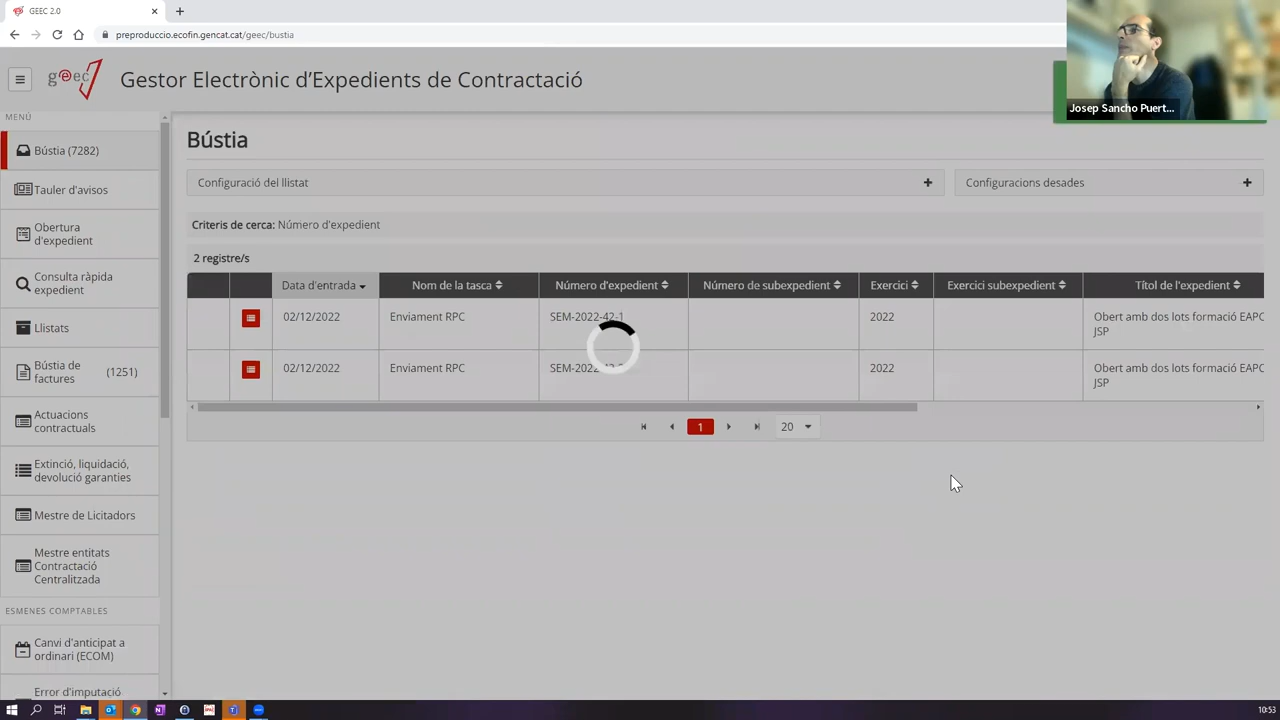 GEEC 2.0
preproduccio.ecofin.gencat.cat/geec/bustia
Josep Sancho Puert...
geec
Gestor Electrònic d'Expedients de Contractació
MENÚ
Bústia (7282)
Tauler d'avisos
Obertura
d'expedient
Consulta ràpida
expedient
Llistats
Bústia de
factures (1251)
Actuacions
contractuals
Extinció, liquidació,
devolució garanties
Mestre de Licitadors
Mestre entitats
Contractació
Centralitzada
ESMENES COMPTABLES
Canvi d'anticipat a
ordinari (ECOM)
Error d'imputació
Bústia
Configuració del llistat
Configuracions desades
Criteris de cerca: Número d'expedient
2 registre/s
Data d'entrada Nom de la tasca Número d'expedient Número de subexpedient Exercici Exercici subexpedient Títol de l'expedient
02/12/2022 Enviament RPC SEM-2022-42-1 2022 Obert amb dos lots formació EAPC
JSP
02/12/2022 Enviament RPC 2022 Obert amb dos lots formació EAPC
JSP
1 20
10:53